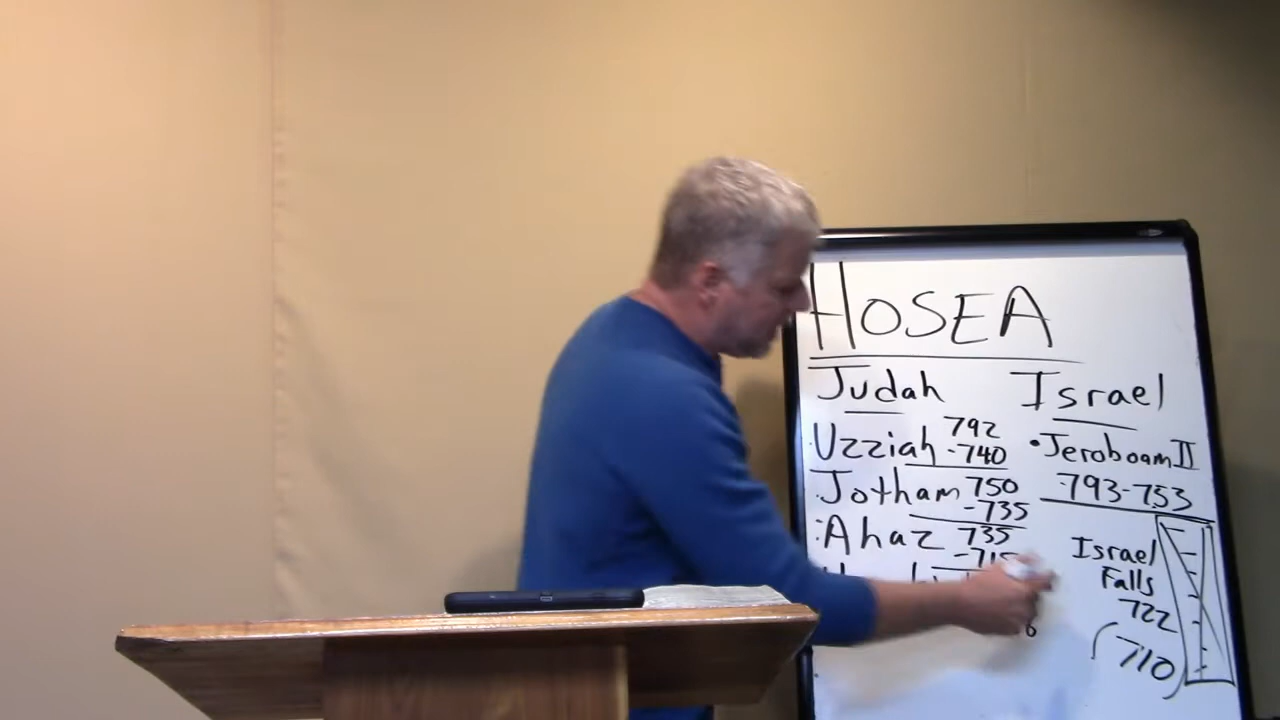 HOSEA
Judah Israel
Uzziah 792
-740
Jeroboam II
793-753
Jotham 750
-735
Ahaz 735
Israel
Falls
722
(710)